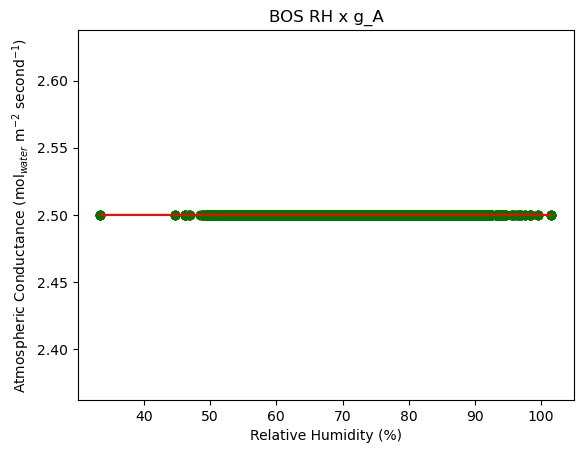 BOS RH x g_A
Atmospheric Conductance (mol_water m⁻² second⁻¹)
2.60
2.55
2.50
2.45
2.40
40 50 60 70 80 90 100
Relative Humidity (%)